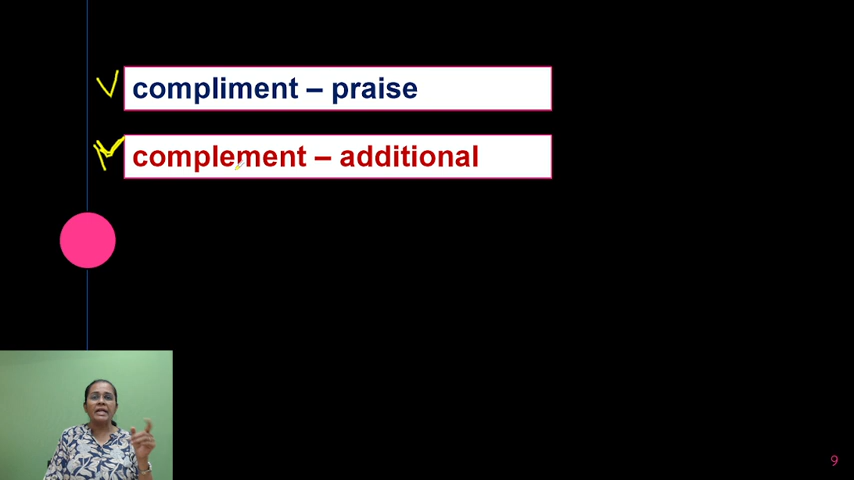 compliment – praise
complement – additional
9